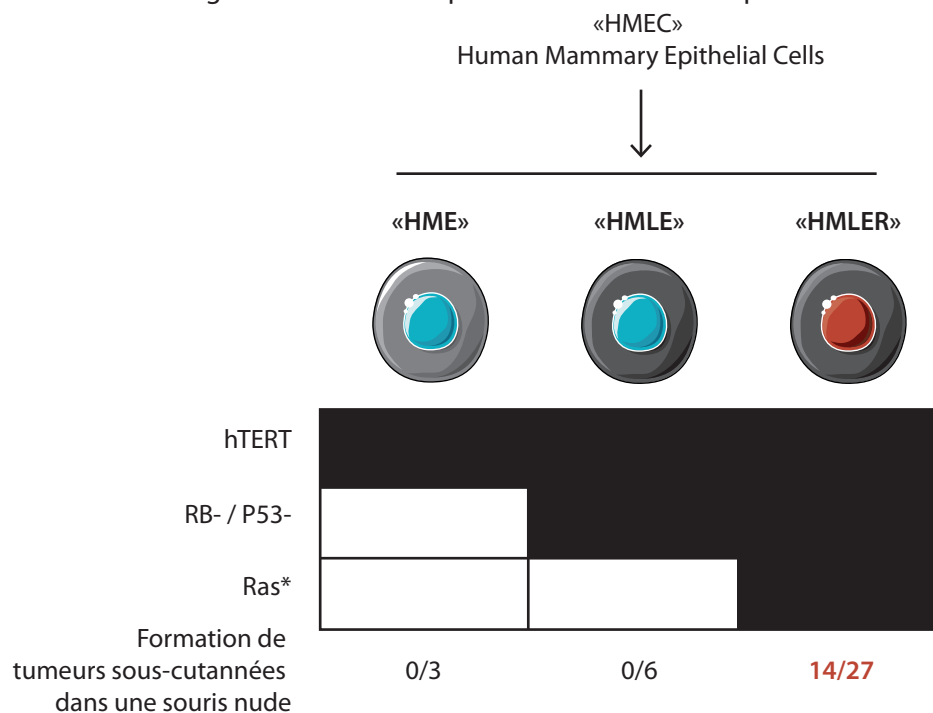 «HMEC»
Human Mammary Epithelial Cells
«HME» «HMLE» «HMLER»
hTERT
RB- / P53-
Ras*
Formation de
tumeurs sous-cutannées
dans une souris nude
0/3 0/6 14/27